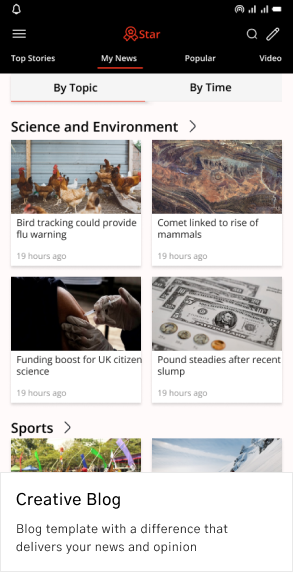 Star
Top Stories My News Popular Video
By Topic By Time
Science and Environment
Bird tracking could provide
flu warning
19 hours ago
Comet linked to rise of
mammals
19 hours ago
Funding boost for UK citizen
science
19 hours ago
Pound steadies after recent
slump
19 hours ago
Sports
Creative Blog
Blog template with a difference that
delivers your news and opinion